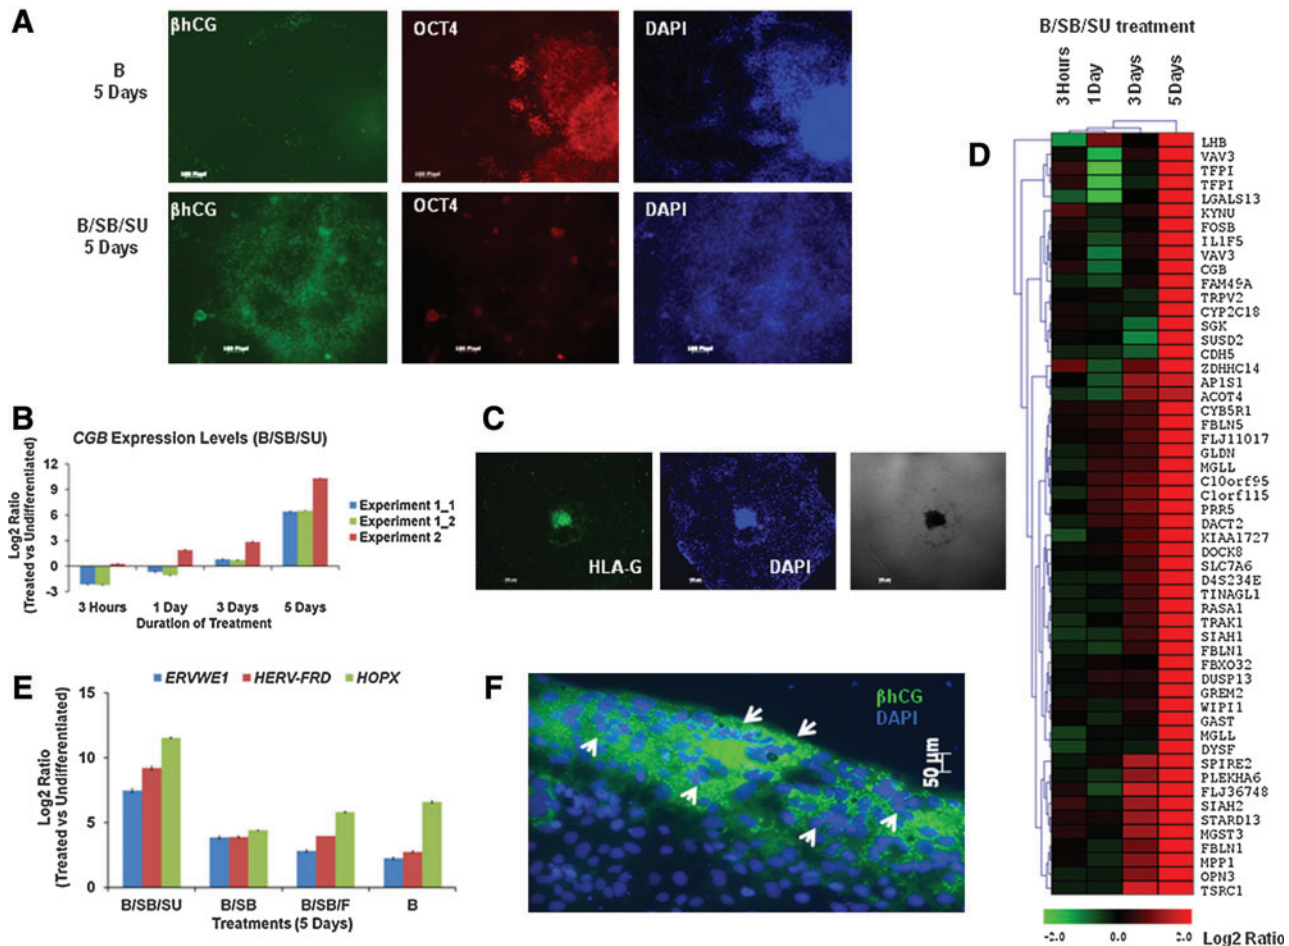 A
B
5 Days
βhCG
OCT4
DAPI
100 Pixel
B/SB/SU
5 Days
βhCG
OCT4
DAPI
100 Pixel
100 Pixel
B
CGB Expression Levels (B/SB/SU)
Log2 Ratio
(Treated vs Undifferentiated)
12
9
6
3
0
-3
3 Hours
1 Day
3 Days
5 Days
Duration of Treatment
Experiment 1_1
Experiment 1_2
Experiment 2
C
HLA-G
DAPI
D
B/SB/SU treatment
3 Hours
1 Day
3 Days
5 Days
LHB
VAV3
TFPI
TFPI
LGALS13
KYNU
FOSB
IL1F5
VAV3
CGB
FAM49A
TRPV2
CYP2C18
SGK
SUSD2
CDH5
ZDHHC14
AP1S1
ACOT4
CYB5R1
FBLN5
FLJ11017
GLDN
MGLL
C10orf95
C1orf115
PRR5
DACT2
KIAA1727
DOCK8
SLC7A6
D4S234E
TINAGL1
RASA1
TRAK1
SIAH1
FBLN1
FBXO32
DUSP13
GREM2
WIPI1
GAST
MGLL
DYSF
SPIRE2
PLEKHA6
FLJ36748
SIAH2
STARD13
MGST3
FBLN1
MPP1
OPN3
TSRC1
-2.0
0.0
2.0
Log2 Ratio
E
ERVWE1
HERV-FRD
HOPX
Log2 Ratio
(Treated vs Undifferentiated)
15
10
5
0
B/SB/SU
B/SB
B/SB/F
B
Treatments (5 Days)
F
βhCG
DAPI
50 µm